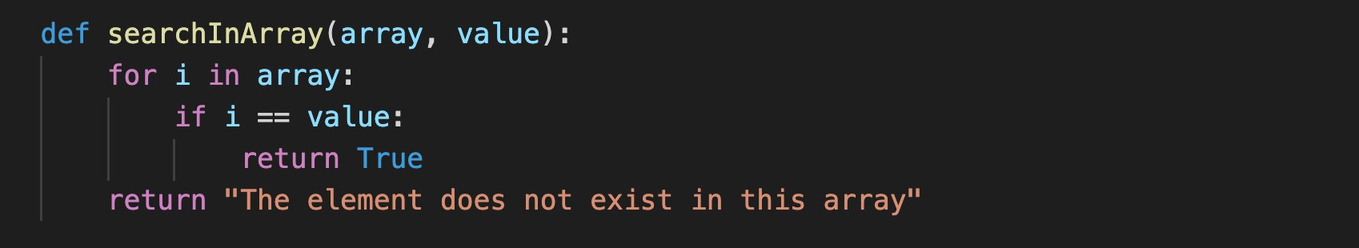 def searchInArray(array, value):
    for i in array:
        if i == value:
            return True
    return "The element does not exist in this array"